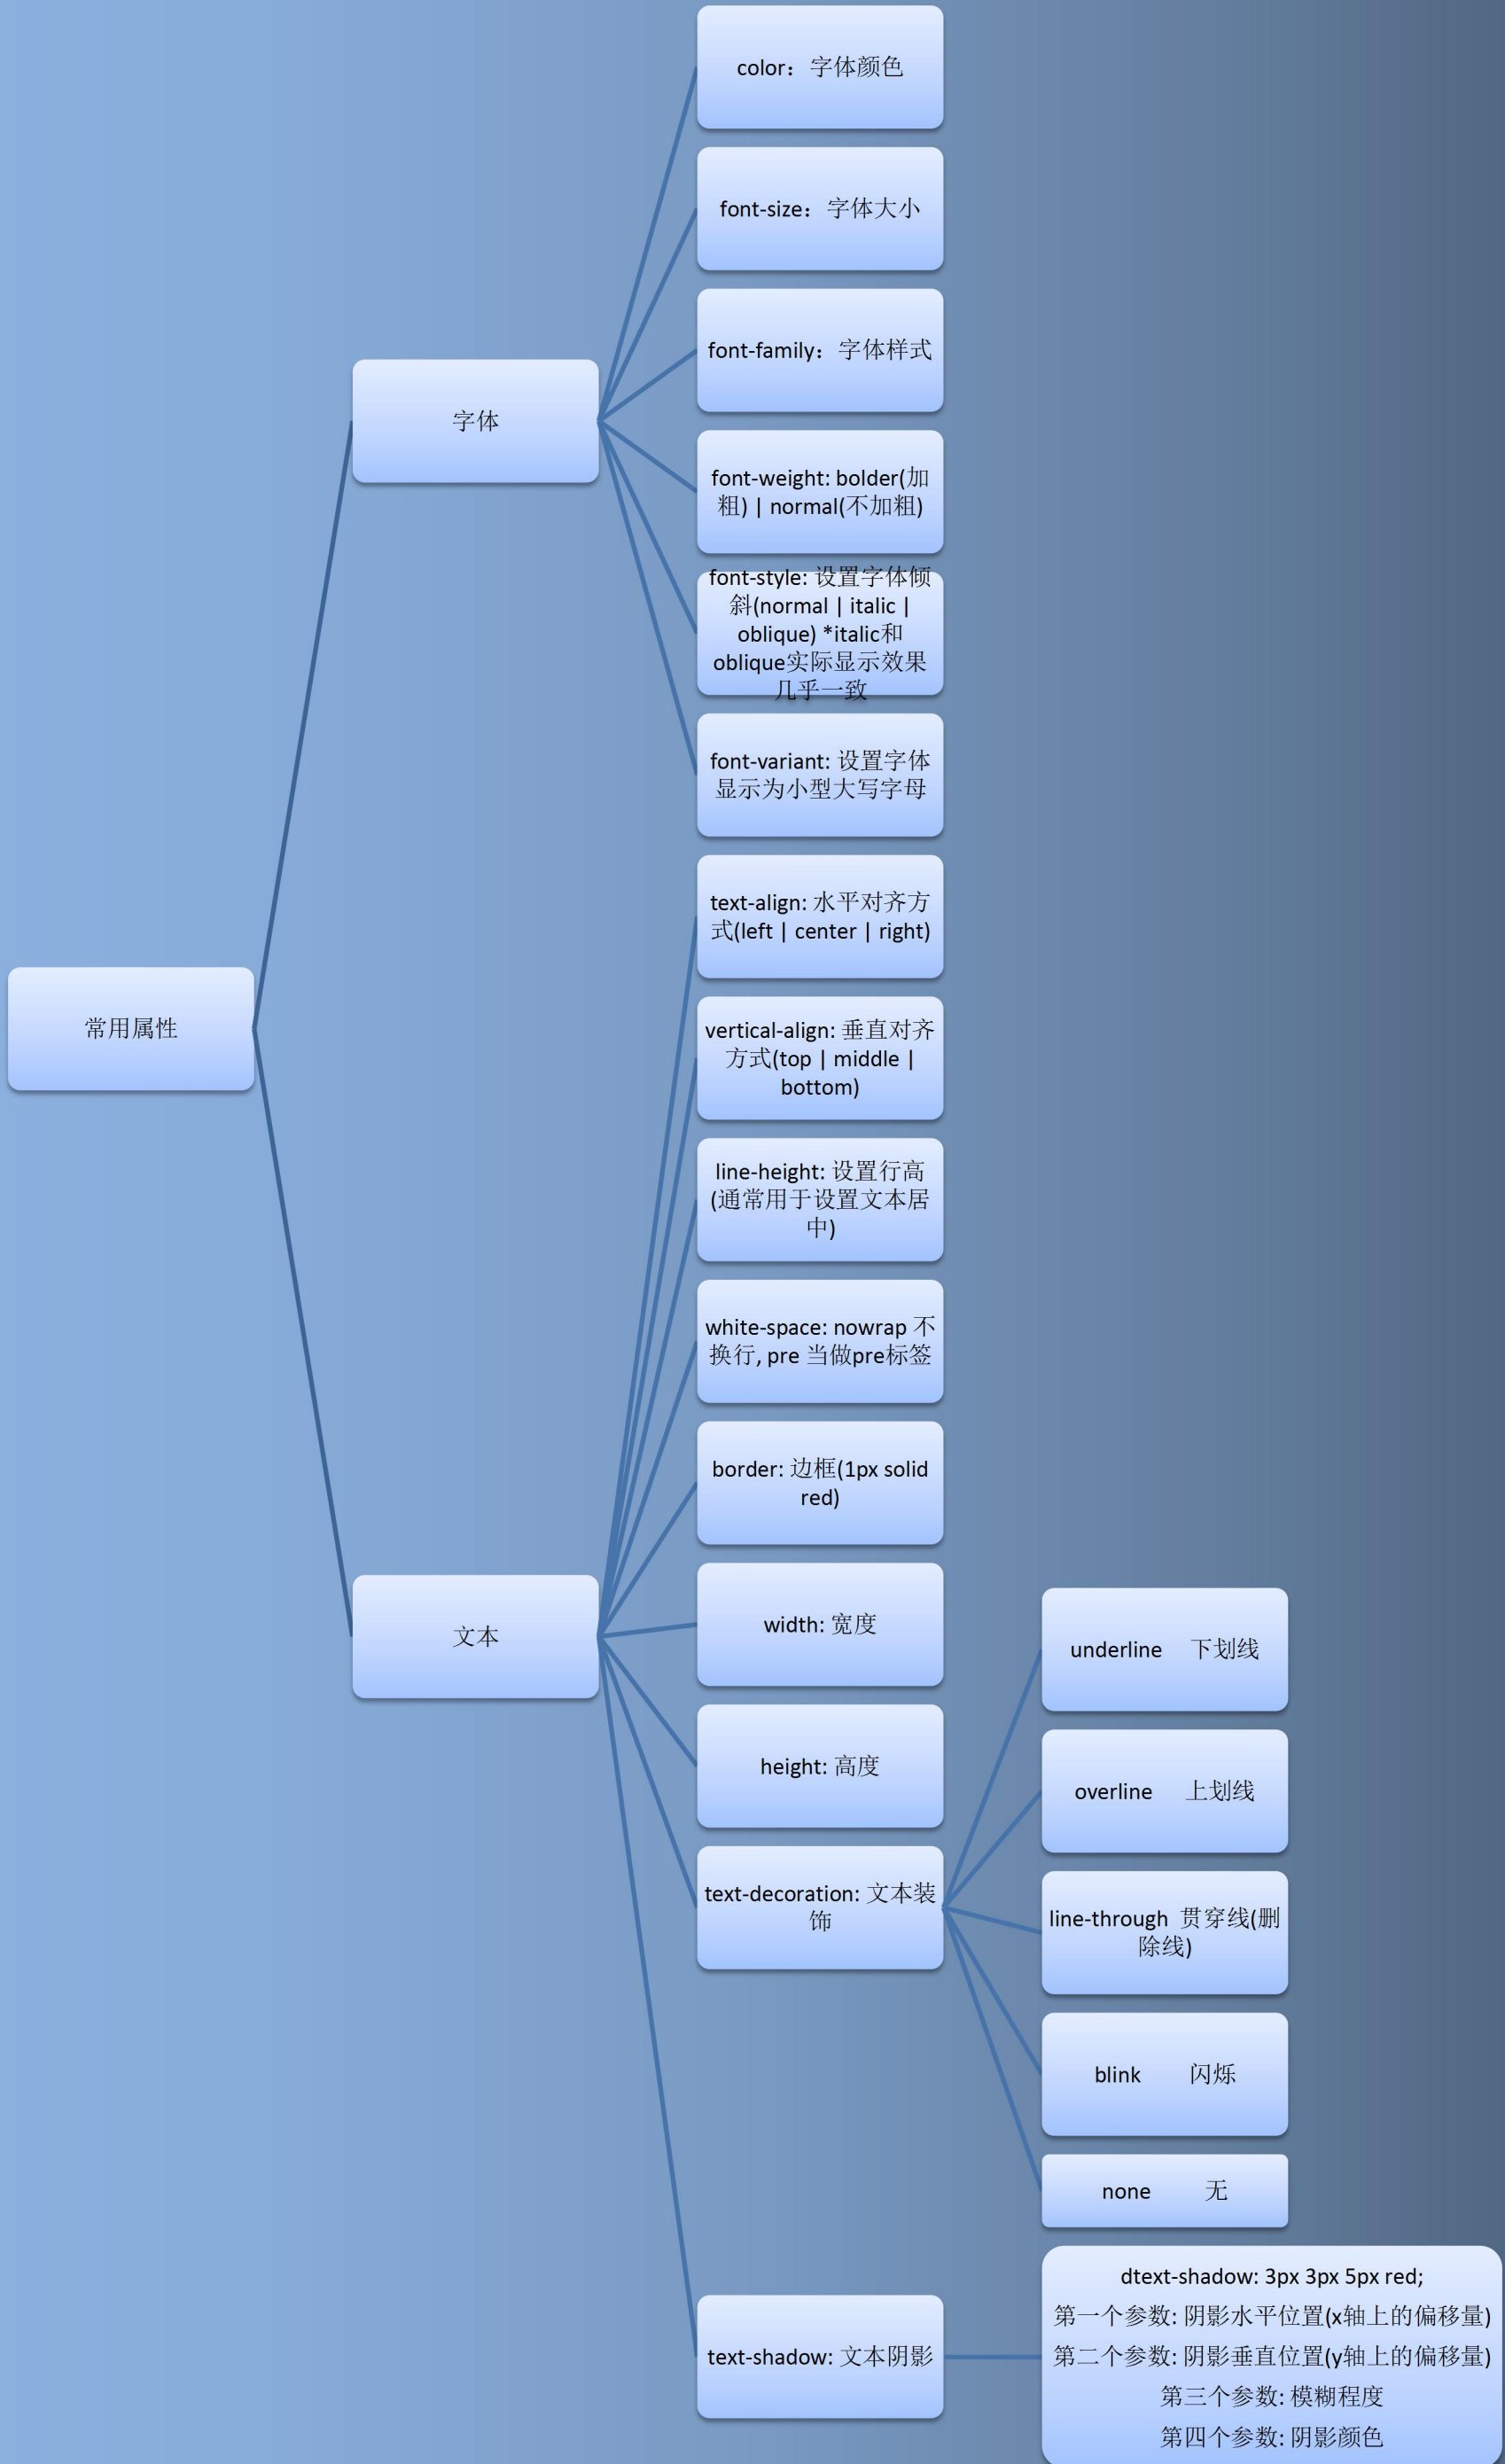 常用属性
字体
color：字体颜色
font-size：字体大小
font-family：字体样式
font-weight: bolder(加
粗) | normal(不加粗)
font-style: 设置字体倾
斜(normal | italic |
oblique) *italic和
oblique实际显示效果
几乎一致
font-variant: 设置字体
显示为小型大写字母
文本
text-align: 水平对齐方
式(left | center | right)
vertical-align: 垂直对齐
方式(top | middle |
bottom)
line-height: 设置行高
(通常用于设置文本居
中)
white-space: nowrap 不
换行, pre 当做pre标签
border: 边框(1px solid
red)
width: 宽度
height: 高度
text-decoration: 文本装
饰
underline 下划线
overline 上划线
line-through 贯穿线(删
除线)
blink 闪烁
none 无
text-shadow: 文本阴影
dtext-shadow: 3px 3px 5px red;
第一个参数: 阴影水平位置(x轴上的偏移量)
第二个参数: 阴影垂直位置(y轴上的偏移量)
第三个参数: 模糊程度
第四个参数: 阴影颜色